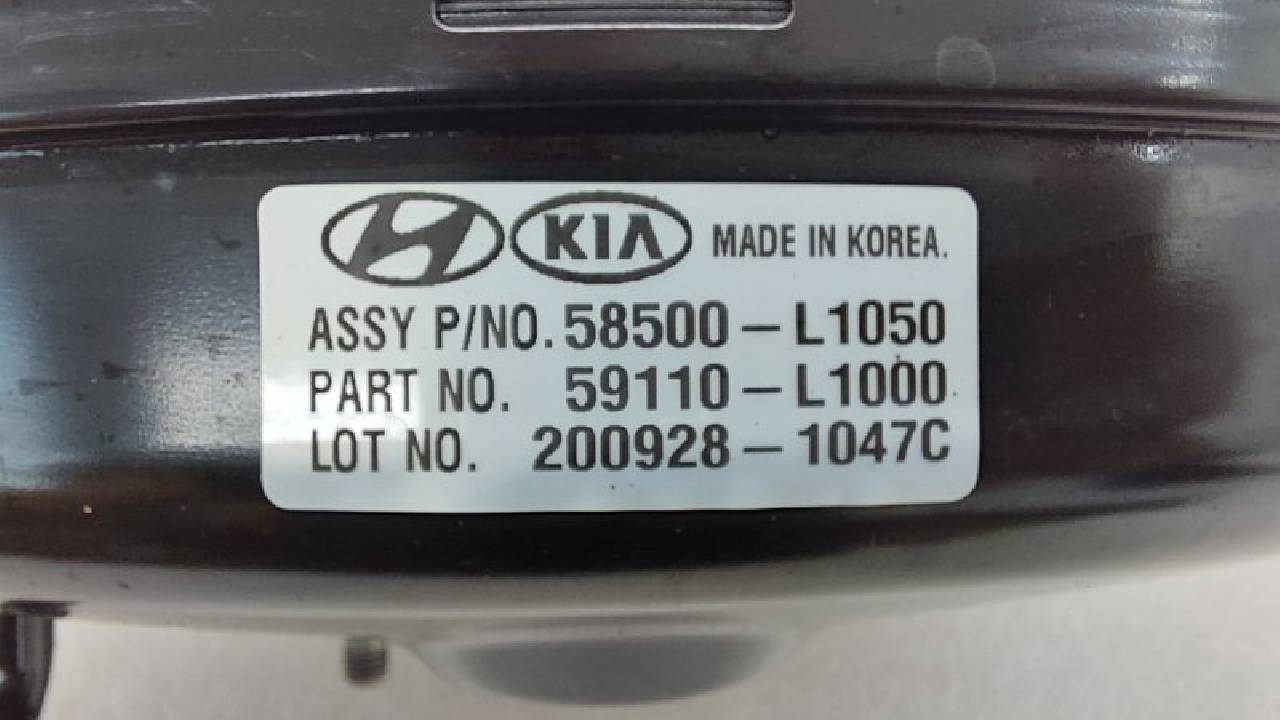 KIA MADE IN KOREA.
ASSY P/NO. 58500-L1050
PART NO. 59110-L1000
LOT NO. 200928-1047C